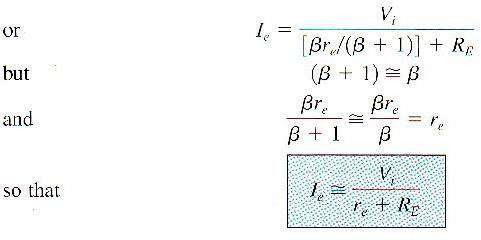 or I_e = V_i / ([βr_e/(β + 1)] + R_E)
but (β + 1) ≅ β
and βr_e / (β + 1) ≅ βr_e / β = r_e
so that I_e ≅ V_i / (r_e + R_E)